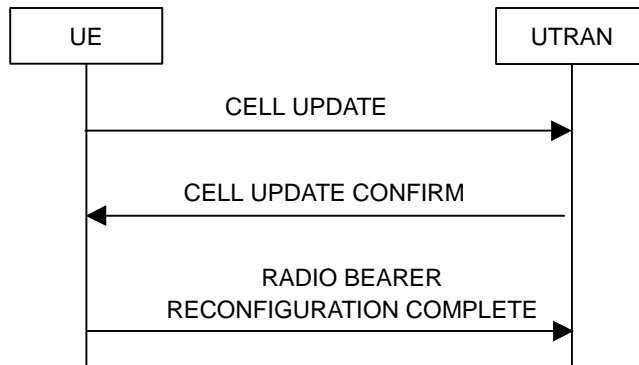 UE
UTRAN
CELL UPDATE
CELL UPDATE CONFIRM
RADIO BEARER
RECONFIGURATION COMPLETE